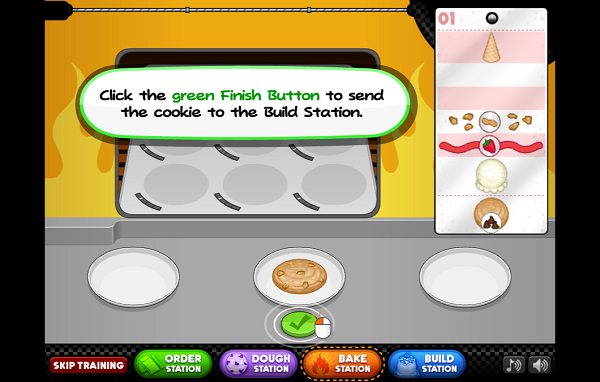 01
Click the green Finish Button to send
the cookie to the Build Station.
SKIP TRAINING
ORDER
STATION
DOUGH
STATION
BAKE
STATION
BUILD
STATION